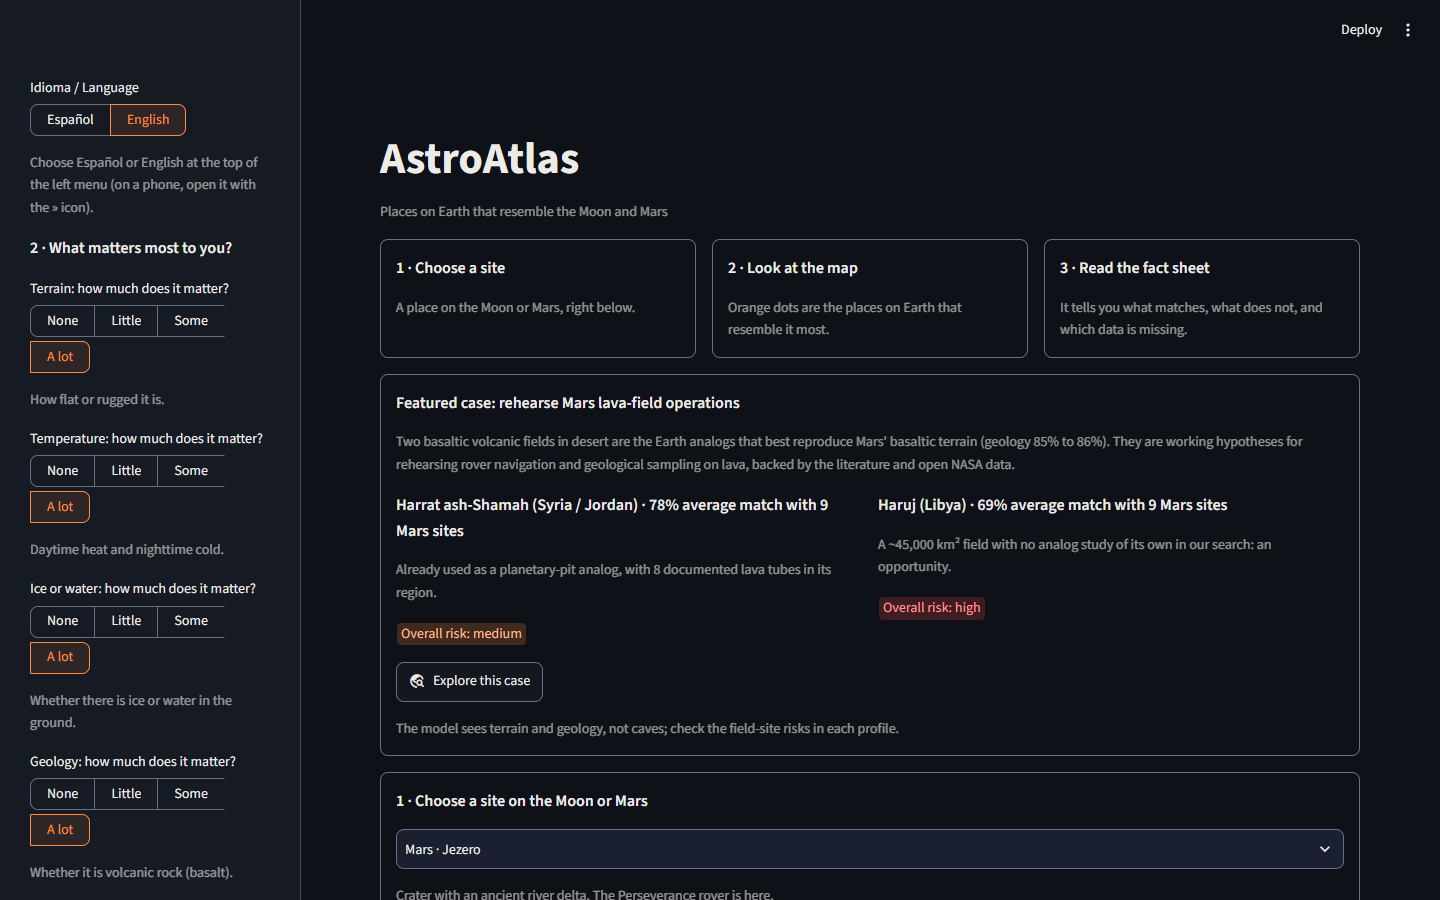 Deploy
Idioma / Language
Español
English
Choose Español or English at the top of
the left menu (on a phone, open it with
the » icon).
2 · What matters most to you?
Terrain: how much does it matter?
None
Little
Some
A lot
How flat or rugged it is.
Temperature: how much does it matter?
None
Little
Some
A lot
Daytime heat and nighttime cold.
Ice or water: how much does it matter?
None
Little
Some
A lot
Whether there is ice or water in the
ground.
Geology: how much does it matter?
None
Little
Some
A lot
Whether it is volcanic rock (basalt).
AstroAtlas
Places on Earth that resemble the Moon and Mars
1 · Choose a site
A place on the Moon or Mars, right below.
2 · Look at the map
Orange dots are the places on Earth that
resemble it most.
3 · Read the fact sheet
It tells you what matches, what does not, and
which data is missing.
Featured case: rehearse Mars lava-field operations
Two basaltic volcanic fields in desert are the Earth analogs that best reproduce Mars' basaltic terrain (geology 85% to 86%). They are working hypotheses for
rehearsing rover navigation and geological sampling on lava, backed by the literature and open NASA data.
Harrat ash-Shamah (Syria / Jordan) · 78% average match with 9
Mars sites
Already used as a planetary-pit analog, with 8 documented lava tubes in its
region.
Overall risk: medium
Explore this case
Haruj (Libya) · 69% average match with 9 Mars sites
A ~45,000 km² field with no analog study of its own in our search: an
opportunity.
Overall risk: high
The model sees terrain and geology, not caves; check the field-site risks in each profile.
1 · Choose a site on the Moon or Mars
Mars · Jezero
Crater with an ancient river delta. The Perseverance rover is here.